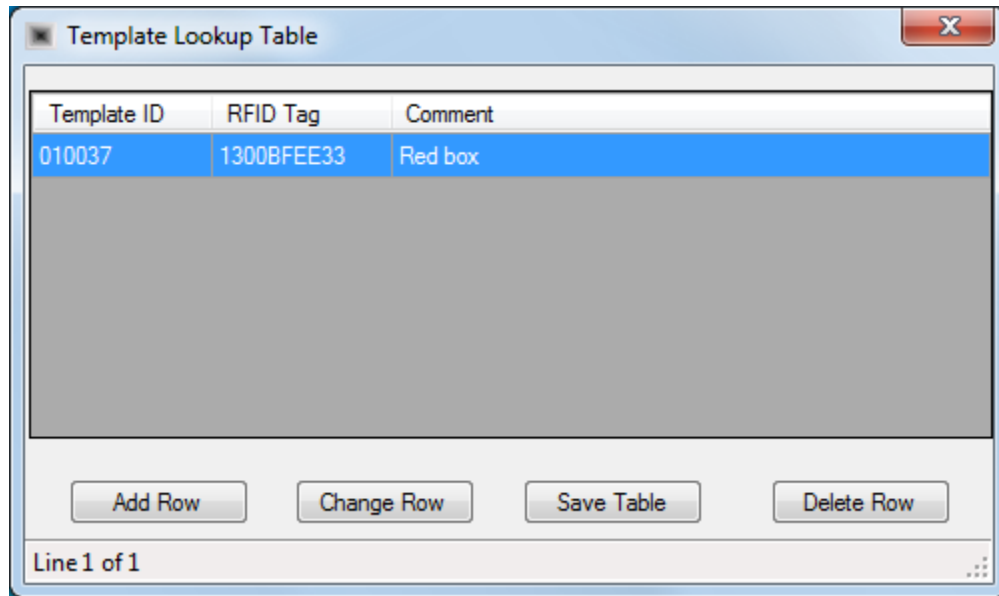 Template Lookup Table
Template ID RFID Tag Comment
010037 1300BFEE33 Red box
Add Row Change Row Save Table Delete Row
Line 1 of 1